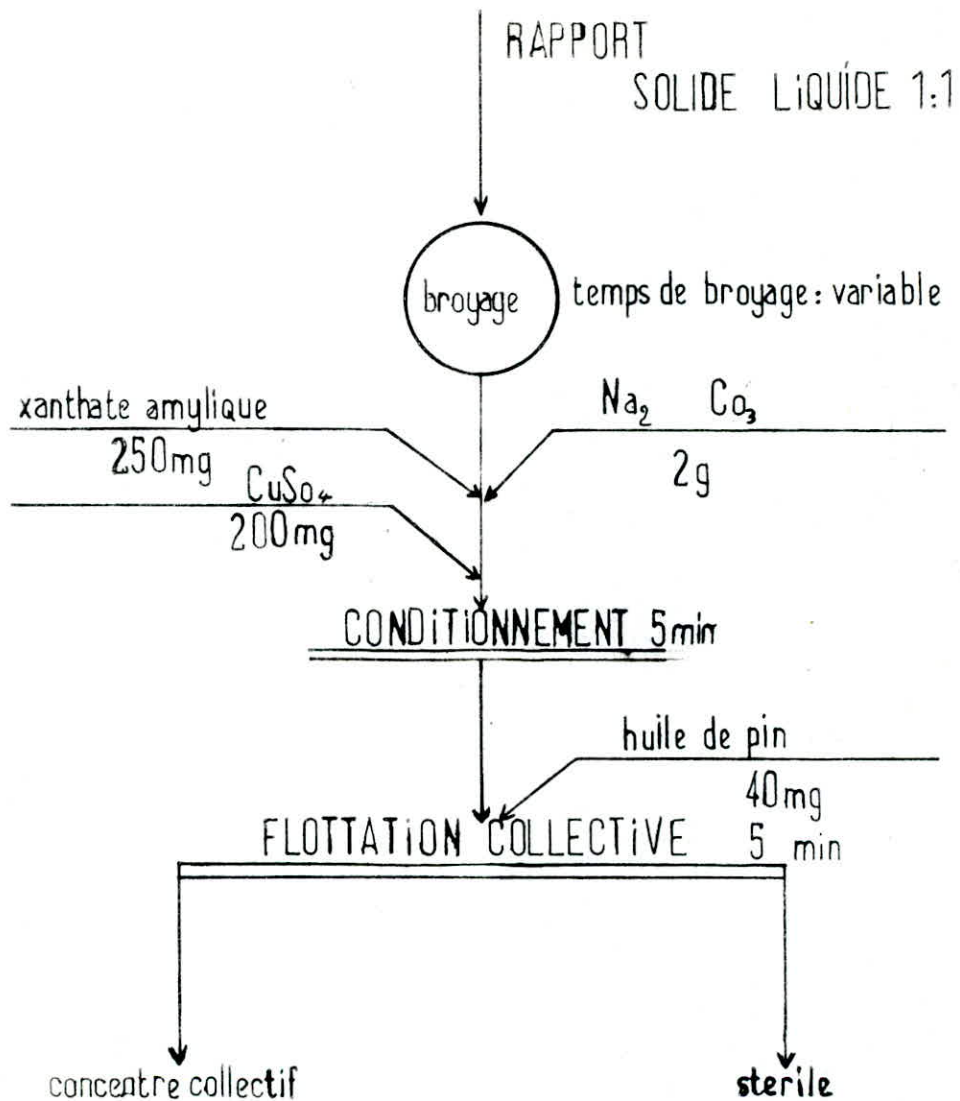 RAPPORT
SOLIDE LiQUÍDE 1:1
broyage
temps de broyage: variable
xanthate amylique
250mg
Na₂ Co₃
2g
CuSo₄
200mg
CONDiTiONNEMENT 5min
huile de pin
40mg
FLOTTATiON COLLECTiVE 5 min
concentre collectif
sterile